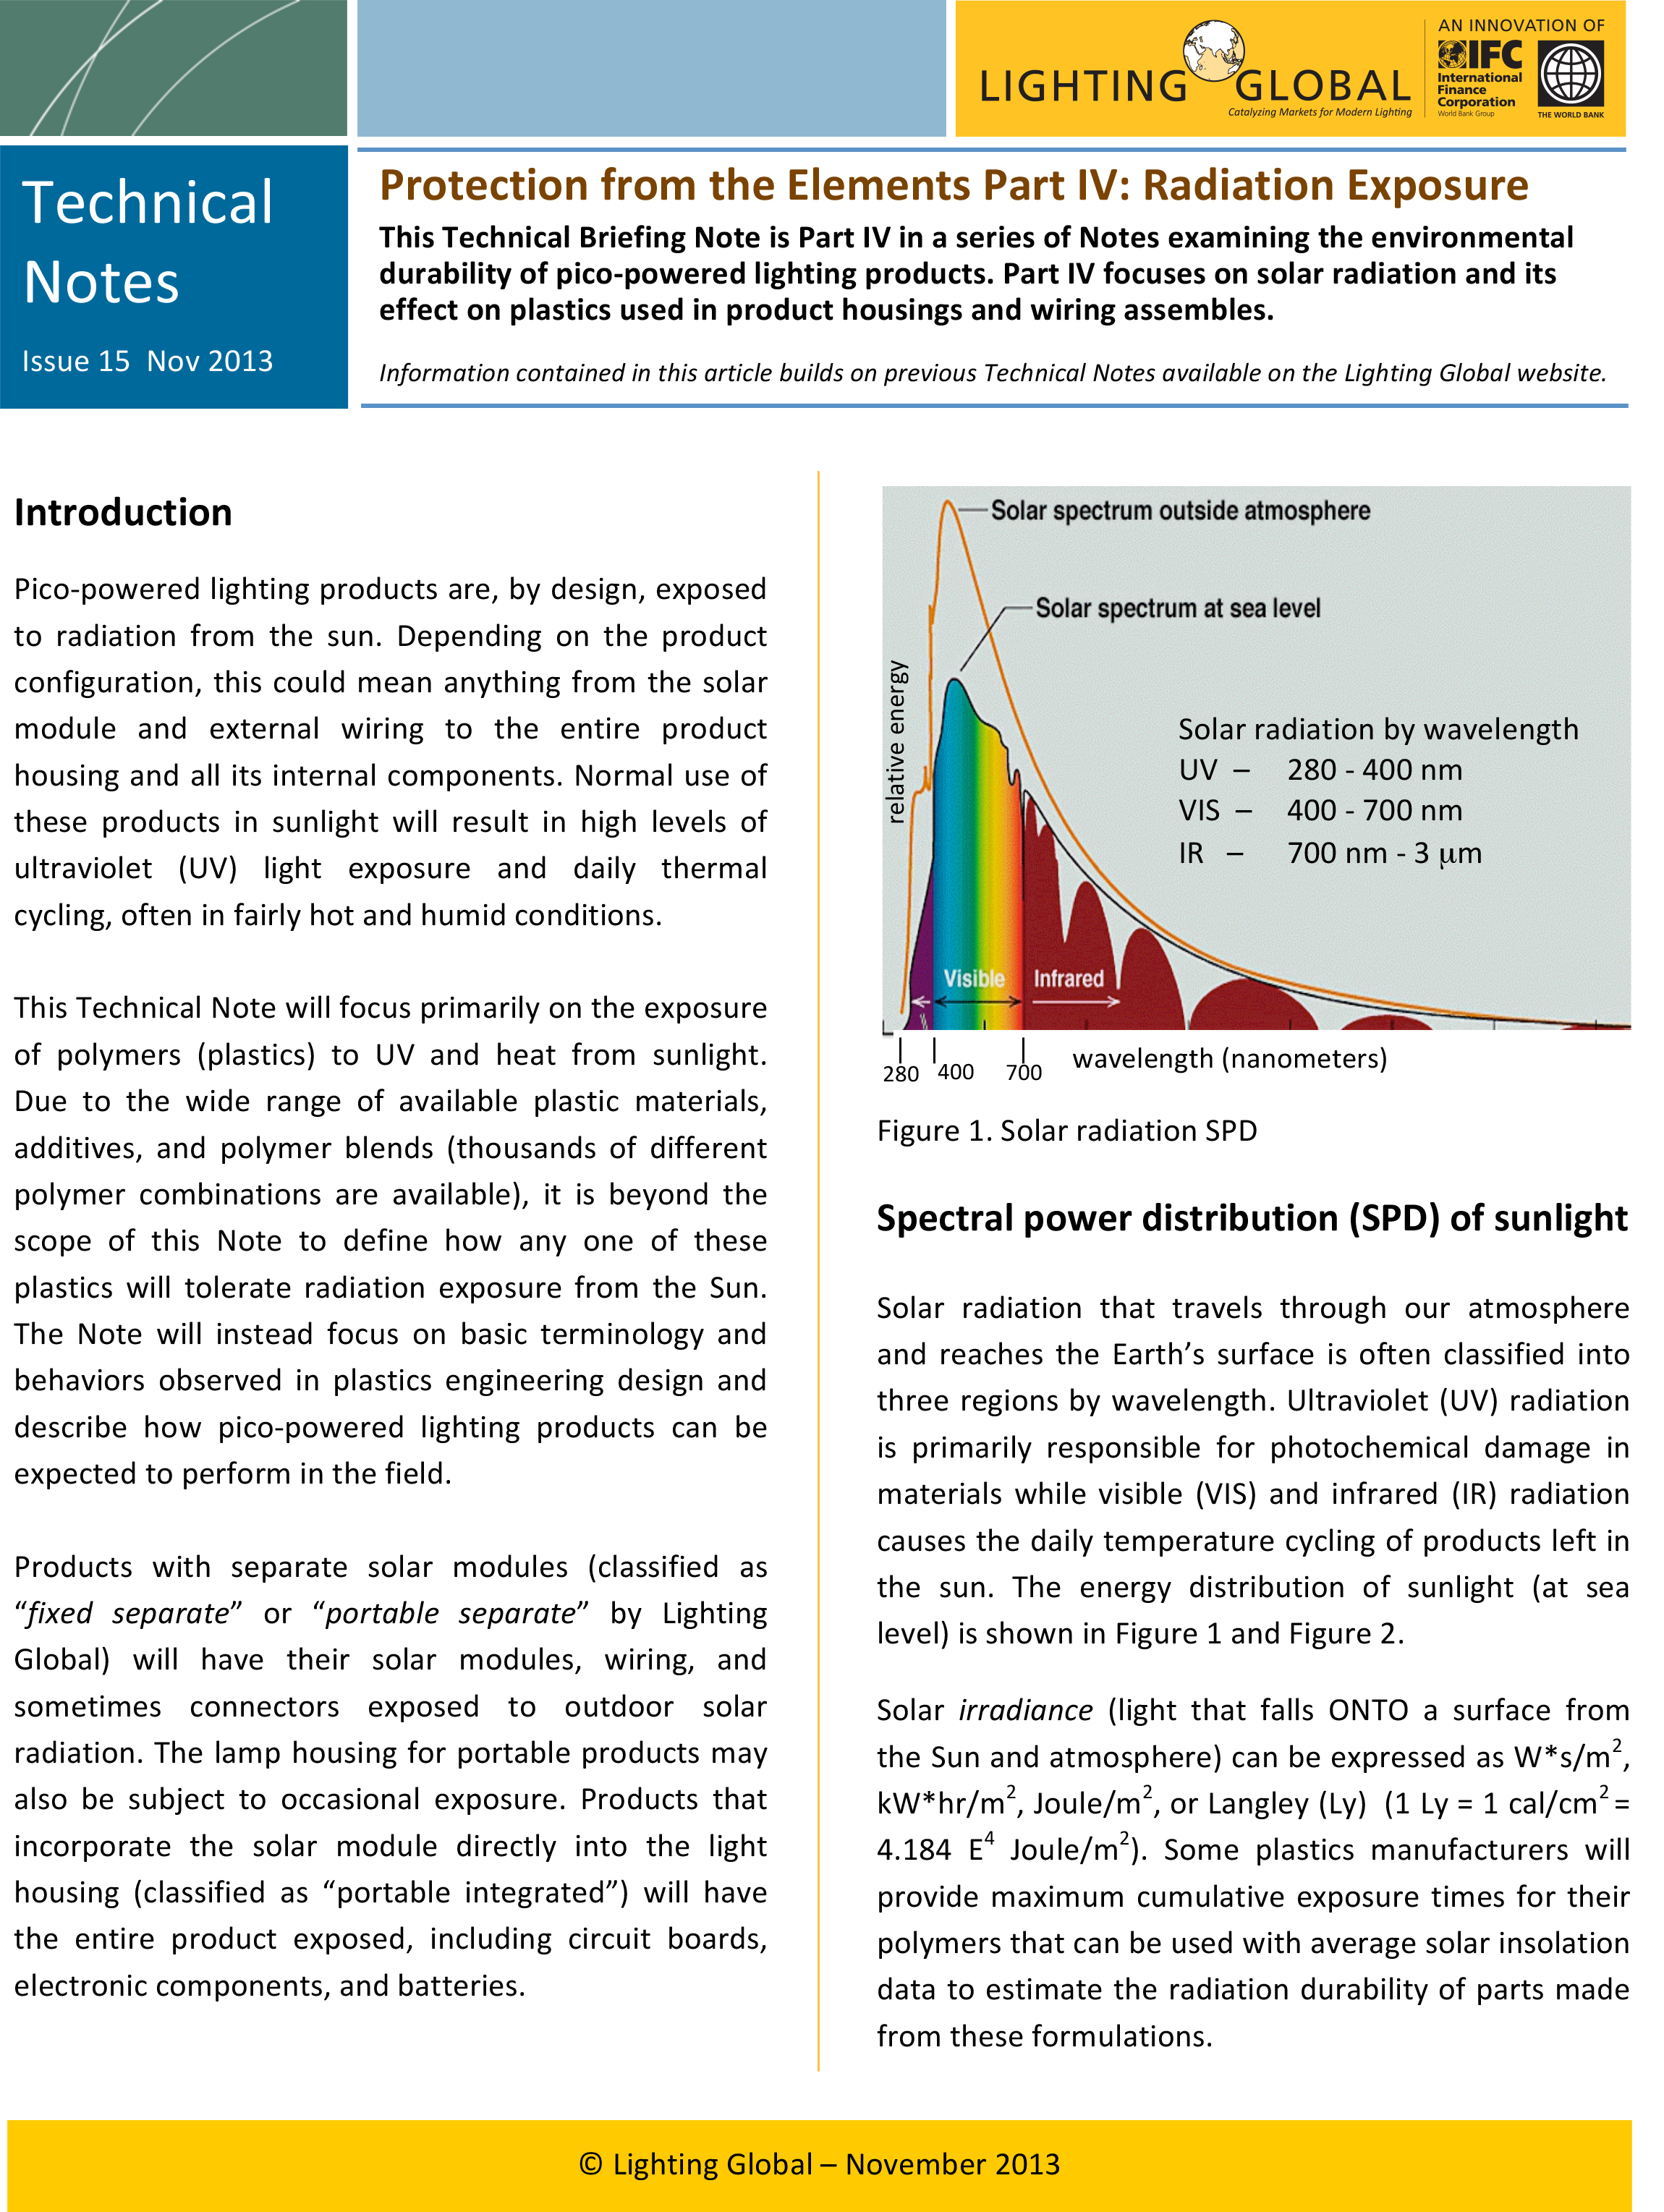 AN INNOVATION OF
LIGHTING GLOBAL
Catalyzing Markets for Modern Lighting
IFC
International
Finance
Corporation
World Bank Group
THE WORLD BANK
Technical
Notes
Issue 15  Nov 2013
Protection from the Elements Part IV: Radiation Exposure
This Technical Briefing Note is Part IV in a series of Notes examining the environmental
durability of pico-powered lighting products. Part IV focuses on solar radiation and its
effect on plastics used in product housings and wiring assembles.
Information contained in this article builds on previous Technical Notes available on the Lighting Global website.
Introduction
Pico-powered lighting products are, by design, exposed
to radiation from the sun. Depending on the product
configuration, this could mean anything from the solar
module and external wiring to the entire product
housing and all its internal components. Normal use of
these products in sunlight will result in high levels of
ultraviolet (UV) light exposure and daily thermal
cycling, often in fairly hot and humid conditions.
This Technical Note will focus primarily on the exposure
of polymers (plastics) to UV and heat from sunlight.
Due to the wide range of available plastic materials,
additives, and polymer blends (thousands of different
polymer combinations are available), it is beyond the
scope of this Note to define how any one of these
plastics will tolerate radiation exposure from the Sun.
The Note will instead focus on basic terminology and
behaviors observed in plastics engineering design and
describe how pico-powered lighting products can be
expected to perform in the field.
Products with separate solar modules (classified as
“fixed separate” or “portable separate” by Lighting
Global) will have their solar modules, wiring, and
sometimes connectors exposed to outdoor solar
radiation. The lamp housing for portable products may
also be subject to occasional exposure. Products that
incorporate the solar module directly into the light
housing (classified as “portable integrated”) will have
the entire product exposed, including circuit boards,
electronic components, and batteries.
Solar spectrum outside atmosphere
Solar spectrum at sea level
relative energy
Solar radiation by wavelength
UV – 280 - 400 nm
VIS – 400 - 700 nm
IR – 700 nm - 3 μm
Visible
Infrared
280 400 700 wavelength (nanometers)
Figure 1. Solar radiation SPD
Spectral power distribution (SPD) of sunlight
Solar radiation that travels through our atmosphere
and reaches the Earth’s surface is often classified into
three regions by wavelength. Ultraviolet (UV) radiation
is primarily responsible for photochemical damage in
materials while visible (VIS) and infrared (IR) radiation
causes the daily temperature cycling of products left in
the sun. The energy distribution of sunlight (at sea
level) is shown in Figure 1 and Figure 2.
Solar irradiance (light that falls ONTO a surface from
the Sun and atmosphere) can be expressed as W*s/m²,
kW*hr/m², Joule/m², or Langley (Ly)  (1 Ly = 1 cal/cm² =
4.184 E⁴ Joule/m²). Some plastics manufacturers will
provide maximum cumulative exposure times for their
polymers that can be used with average solar insolation
data to estimate the radiation durability of parts made
from these formulations.
© Lighting Global – November 2013